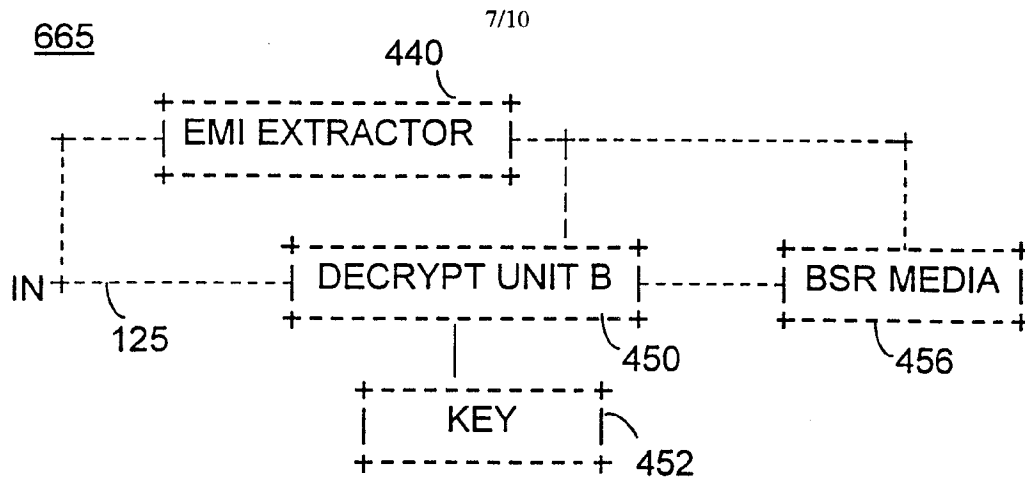 7/10
665
440
EMI EXTRACTOR
IN
DECRYPT UNIT B
BSR MEDIA
125
450
456
KEY
452